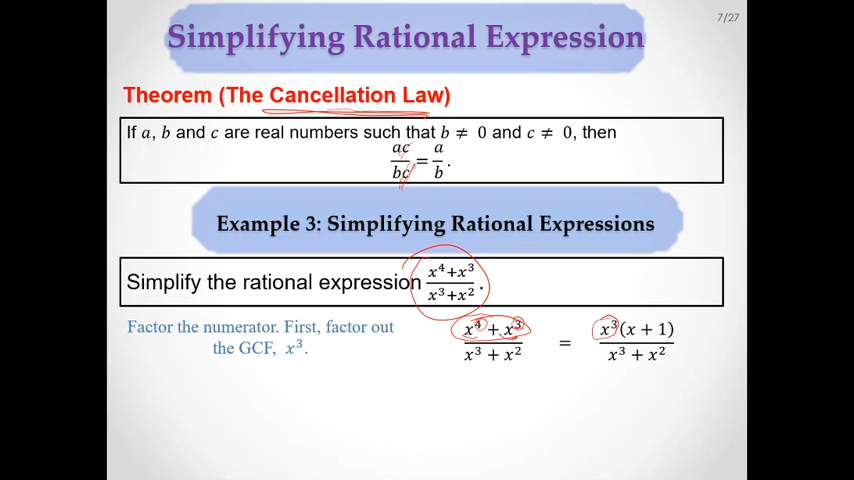 7/27
Simplifying Rational Expression
Theorem (The Cancellation Law)
If a, b and c are real numbers such that b ≠ 0 and c ≠ 0, then
ac/bc = a/b.
Example 3: Simplifying Rational Expressions
Simplify the rational expression (x⁴+x³)/(x³+x²).
Factor the numerator. First, factor out
the GCF, x³.
(x⁴ + x³)/(x³ + x²) = x³(x + 1)/(x³ + x²)